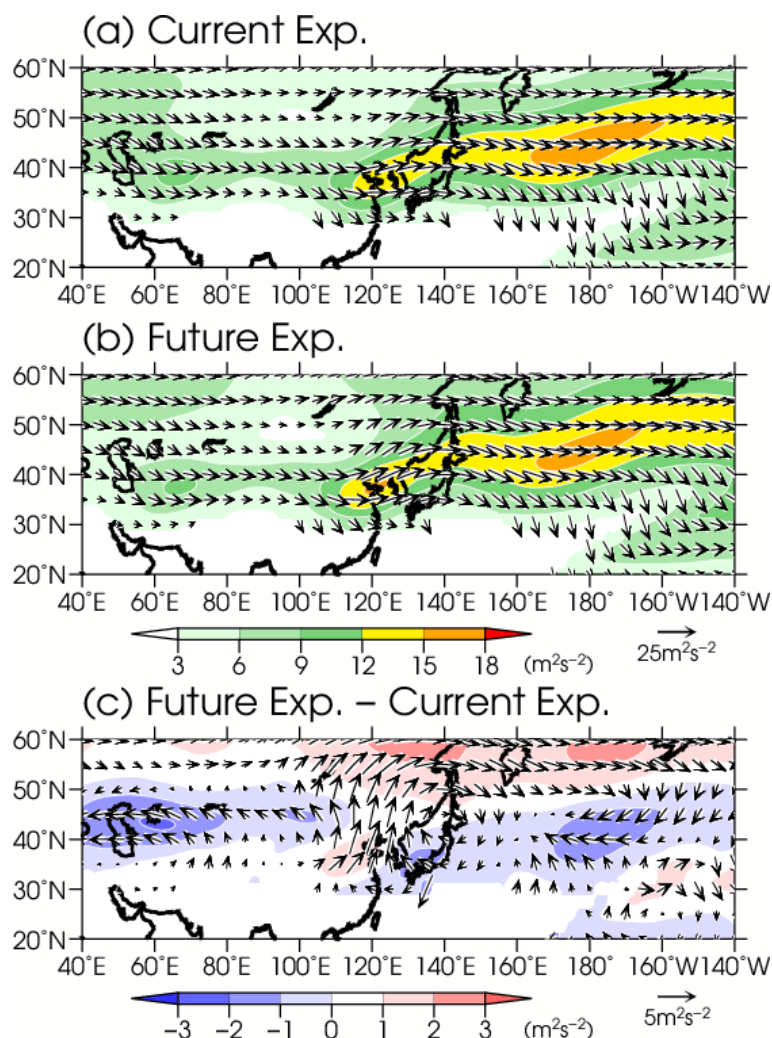 (a) Current Exp.
60°N
50°N
40°N
30°N
20°N
40°E 60°E 80°E 100°E 120°E 140°E 160°E 180° 160°W 140°W
(b) Future Exp.
60°N
50°N
40°N
30°N
20°N
40°E 60°E 80°E 100°E 120°E 140°E 160°E 180° 160°W 140°W
3 6 9 12 15 18 (m²s⁻²) 25m²s⁻²
(c) Future Exp. – Current Exp.
60°N
50°N
40°N
30°N
20°N
40°E 60°E 80°E 100°E 120°E 140°E 160°E 180° 160°W 140°W
−3 −2 −1 0 1 2 3 (m²s⁻²) 5m²s⁻²